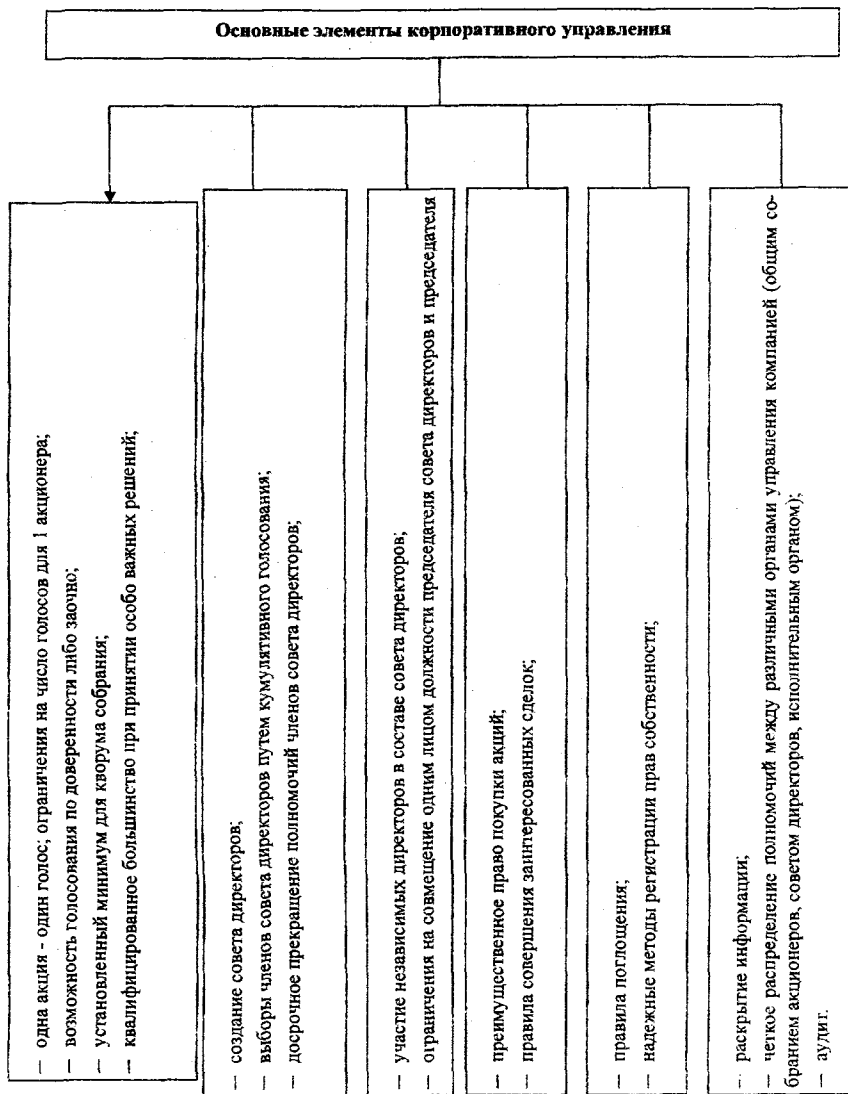 Основные элементы корпоративного управления
— одна акция - один голос; ограничения на число голосов для 1 акционера;
— возможность голосования по доверенности либо заочно;
— установленный минимум для кворума собрания;
— квалифицированное большинство при принятии особо важных решений;
— создание совета директоров;
— выборы членов совета директоров путем кумулятивного голосования;
— досрочное прекращение полномочий членов совета директоров;
— участие независимых директоров в составе совета директоров;
— ограничения на совмещение одним лицом должности председателя совета директоров и председателя
— преимущественное право покупки акций;
— правила совершения заинтересованных сделок;
— правила поглощения;
— надежные методы регистрации прав собственности;
— раскрытие информации;
— четкое распределение полномочий между различными органами управления компанией (общим со-
бранием акционеров, советом директоров, исполнительным органом);
— аудит.